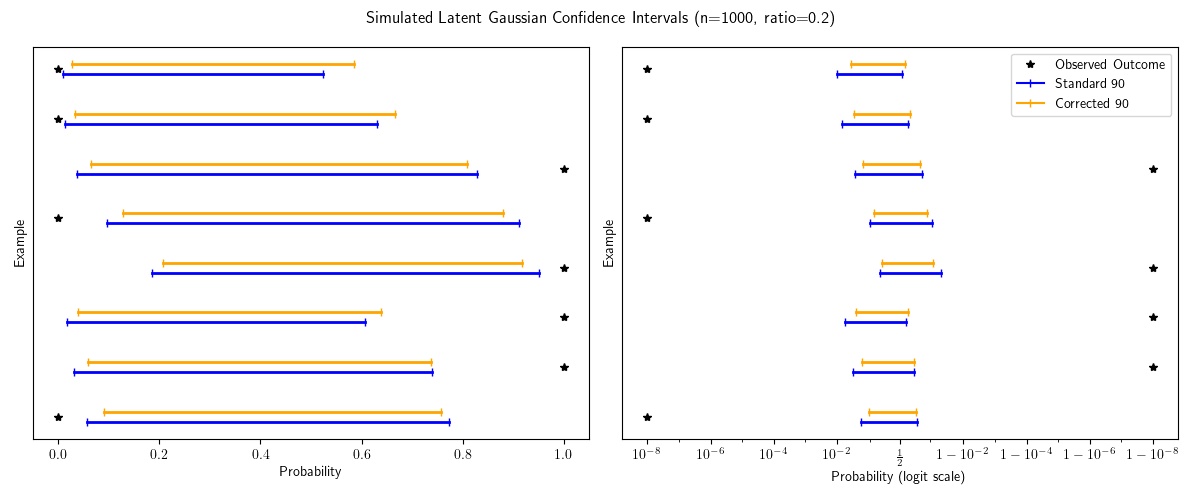 Simulated Latent Gaussian Confidence Intervals (n=1000, ratio=0.2)
Example
0.0 0.2 0.4 0.6 0.8 1.0
Probability
Example
Observed Outcome
Standard 90
Corrected 90
10⁻⁸ 10⁻⁶ 10⁻⁴ 10⁻² ½ 1 − 10⁻² 1 − 10⁻⁴ 1 − 10⁻⁶ 1 − 10⁻⁸
Probability (logit scale)